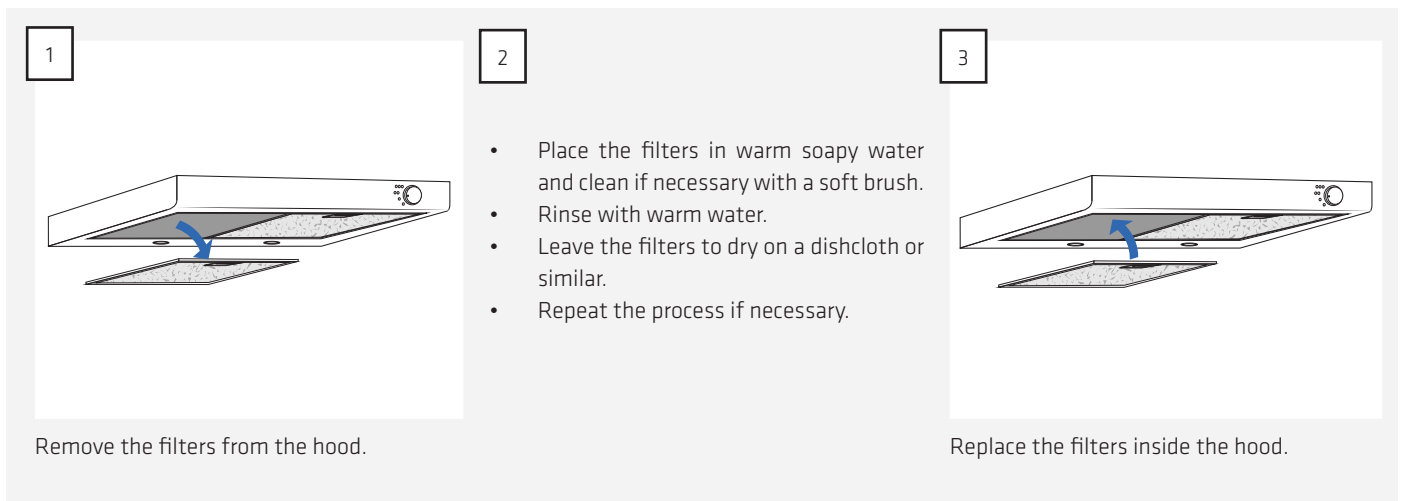 1
Remove the filters from the hood.
2
• Place the filters in warm soapy water
and clean if necessary with a soft brush.
• Rinse with warm water.
• Leave the filters to dry on a dishcloth or
similar.
• Repeat the process if necessary.
3
Replace the filters inside the hood.